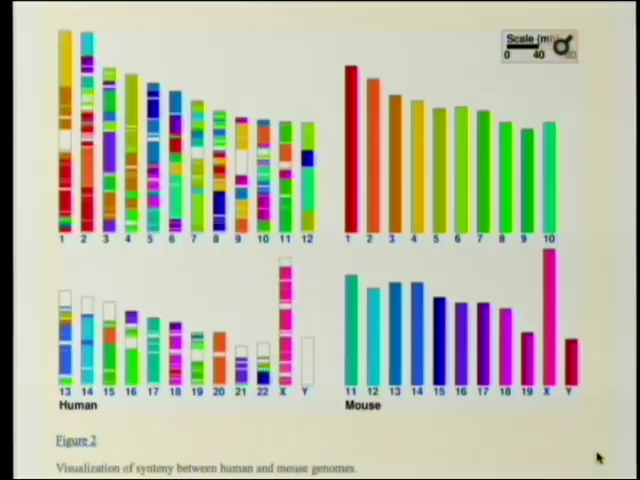 Scale (mb)
0 40 80
1 2 3 4 5 6 7 8 9 10 11 12
1 2 3 4 5 6 7 8 9 10
13 14 15 16 17 18 19 20 21 22 X Y
11 12 13 14 15 16 17 18 19 X Y
Human
Mouse
Figure 2
Visualization of synteny between human and mouse genomes.